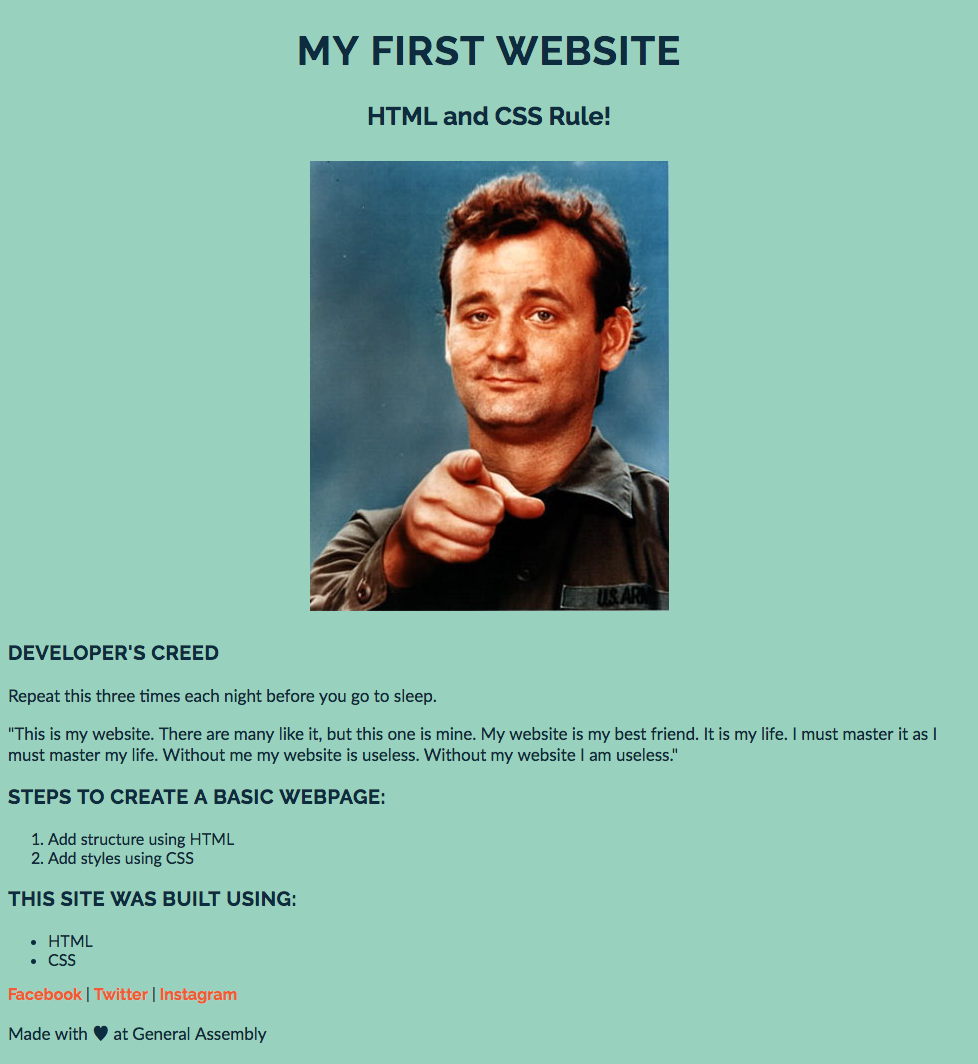 MY FIRST WEBSITE
HTML and CSS Rule!
U.S. ARM
DEVELOPER'S CREED
Repeat this three times each night before you go to sleep.
"This is my website. There are many like it, but this one is mine. My website is my best friend. It is my life. I must master it as I
must master my life. Without me my website is useless. Without my website I am useless."
STEPS TO CREATE A BASIC WEBPAGE:
1. Add structure using HTML
2. Add styles using CSS
THIS SITE WAS BUILT USING:
• HTML
• CSS
Facebook | Twitter | Instagram
Made with ♥ at General Assembly